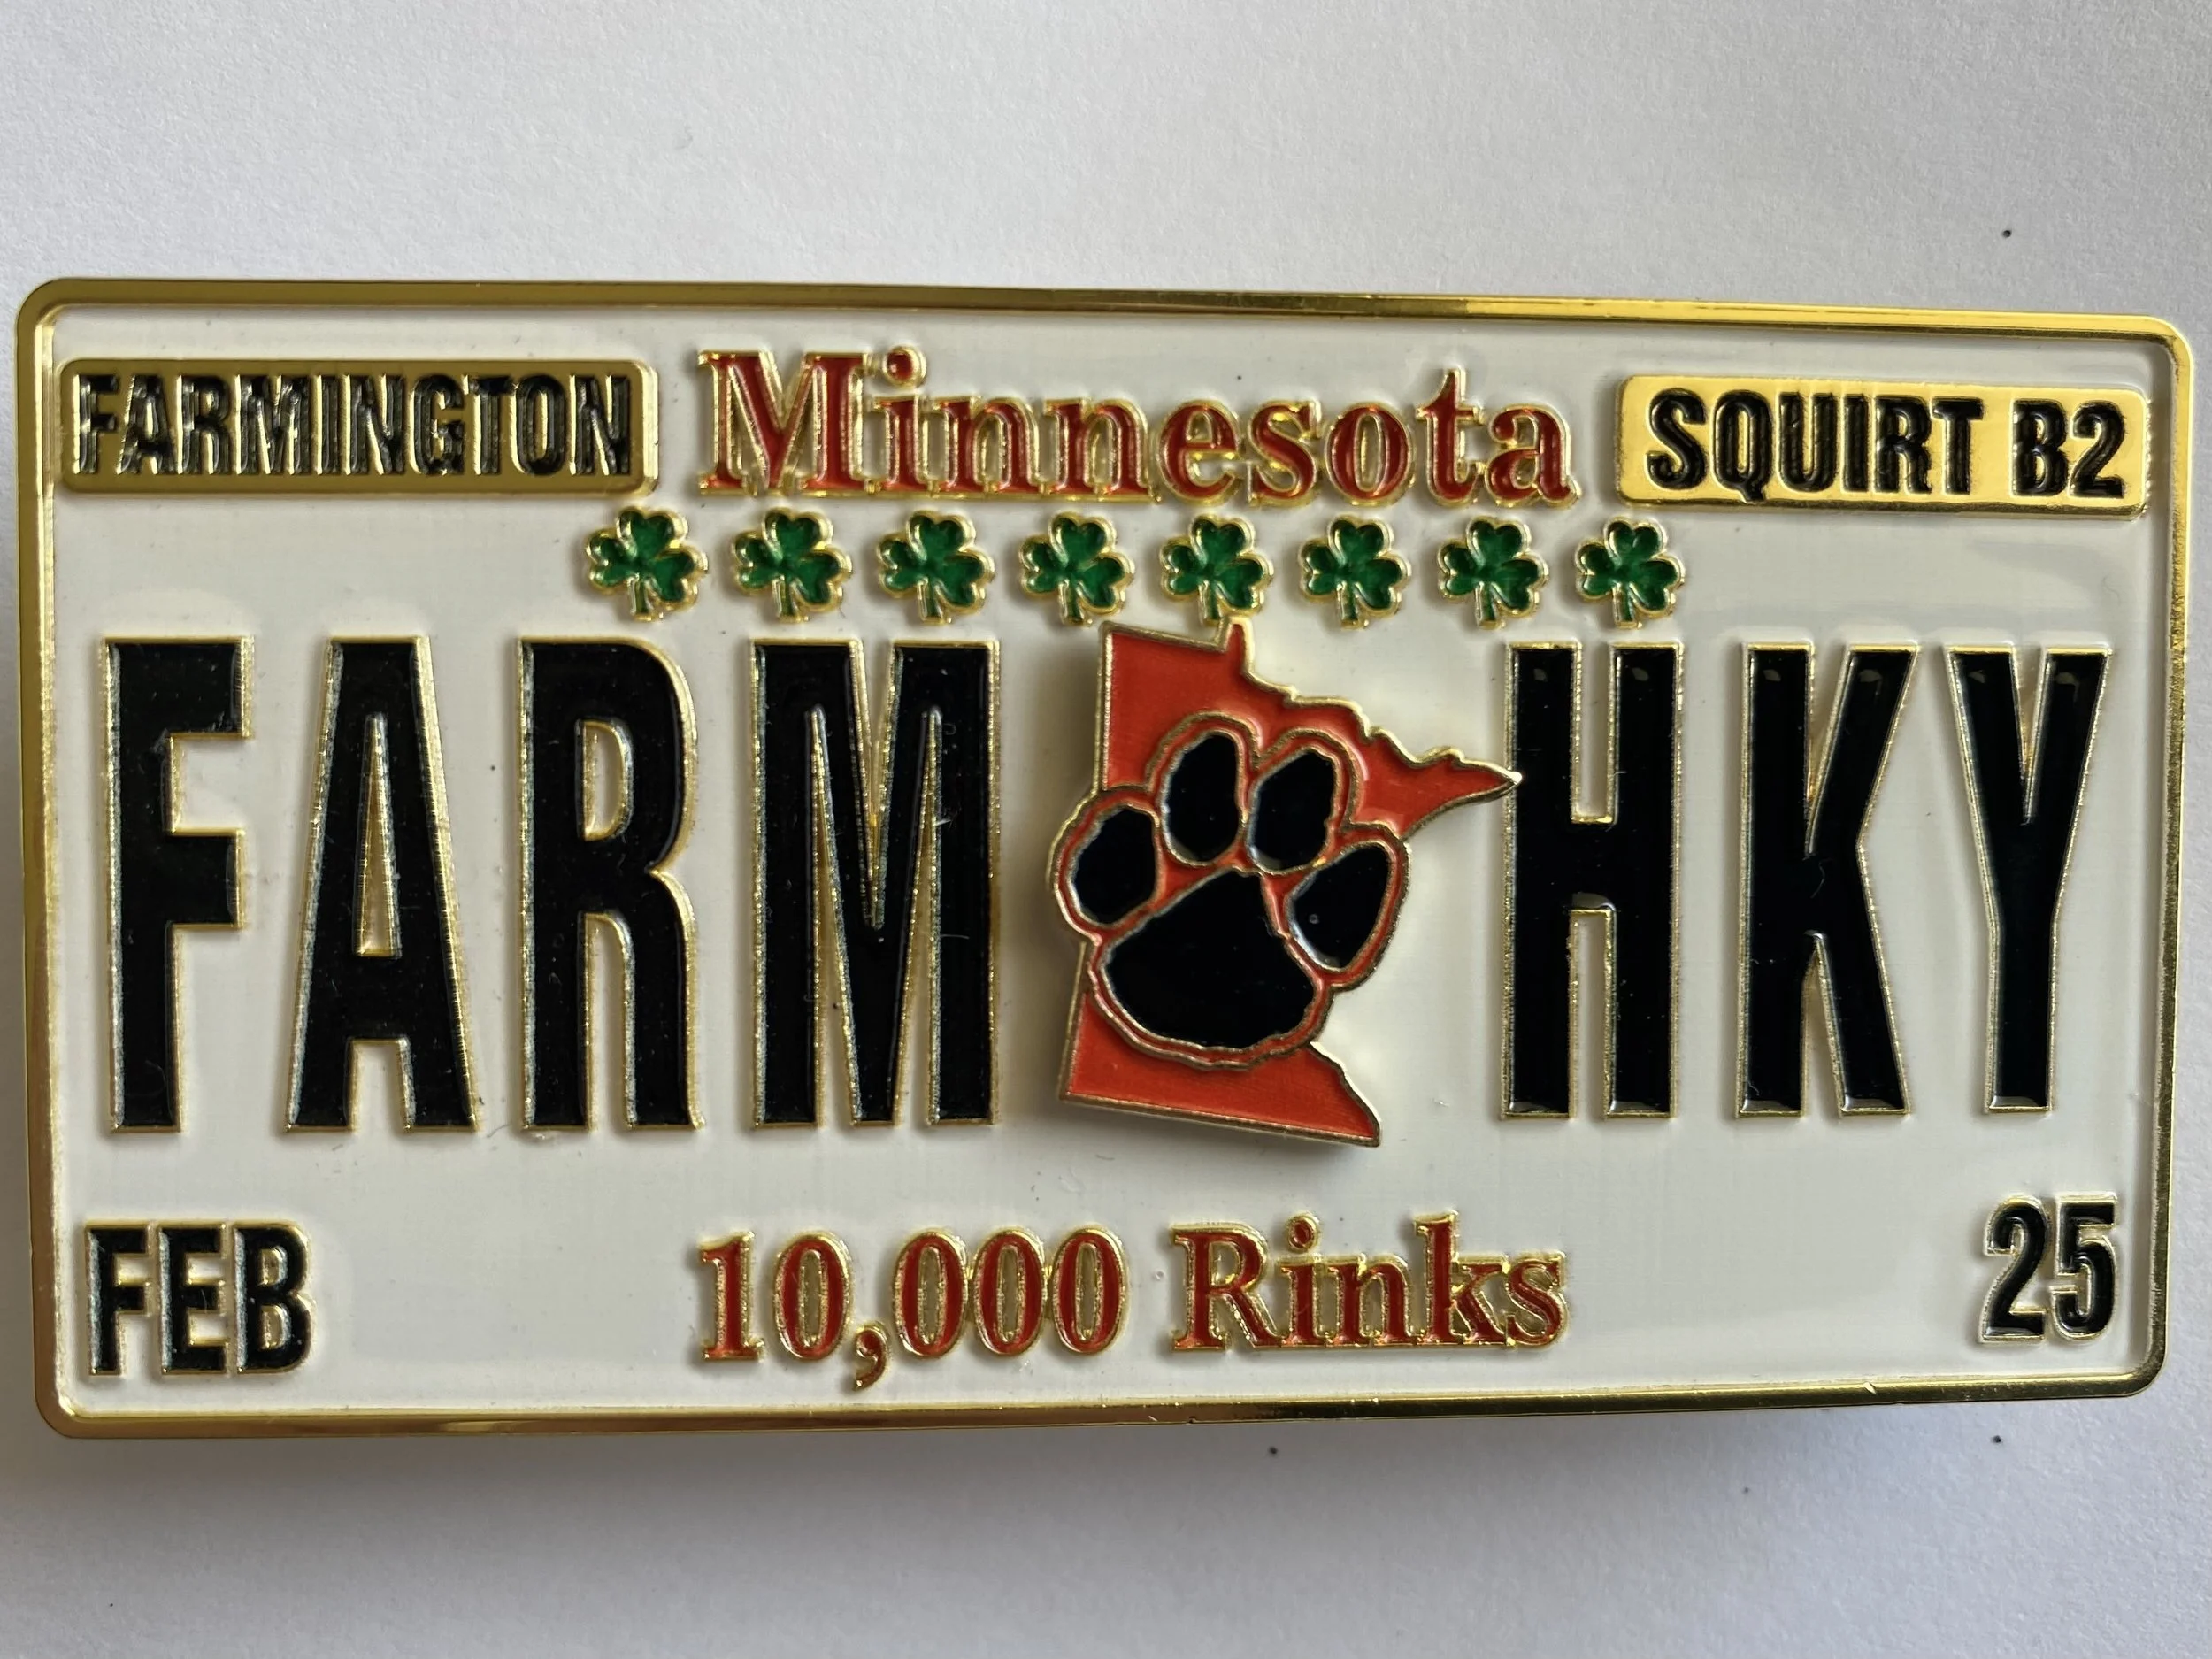 FARMINGTON Minnesota SQUIRT B2
FARM HKY
FEB 10,000 Rinks 25